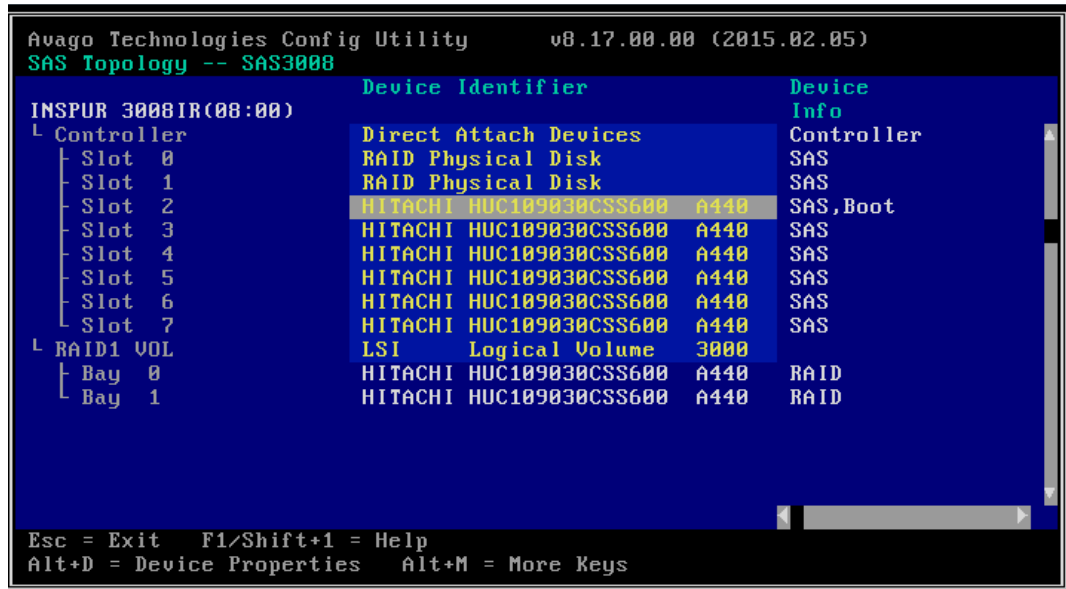 Avago Technologies Config Utility v8.17.00.00 (2015.02.05)
SAS Topology -- SAS3008
Device Identifier Device
INSPUR 3008IR(08:00) Info
Controller Direct Attach Devices Controller
Slot 0 RAID Physical Disk SAS
Slot 1 RAID Physical Disk SAS
Slot 2 HITACHI HUC109030CSS600 A440 SAS,Boot
Slot 3 HITACHI HUC109030CSS600 A440 SAS
Slot 4 HITACHI HUC109030CSS600 A440 SAS
Slot 5 HITACHI HUC109030CSS600 A440 SAS
Slot 6 HITACHI HUC109030CSS600 A440 SAS
Slot 7 HITACHI HUC109030CSS600 A440 SAS
RAID1 VOL LSI Logical Volume 3000
Bay 0 HITACHI HUC109030CSS600 A440 RAID
Bay 1 HITACHI HUC109030CSS600 A440 RAID
Esc = Exit F1/Shift+1 = Help
Alt+D = Device Properties Alt+M = More Keys